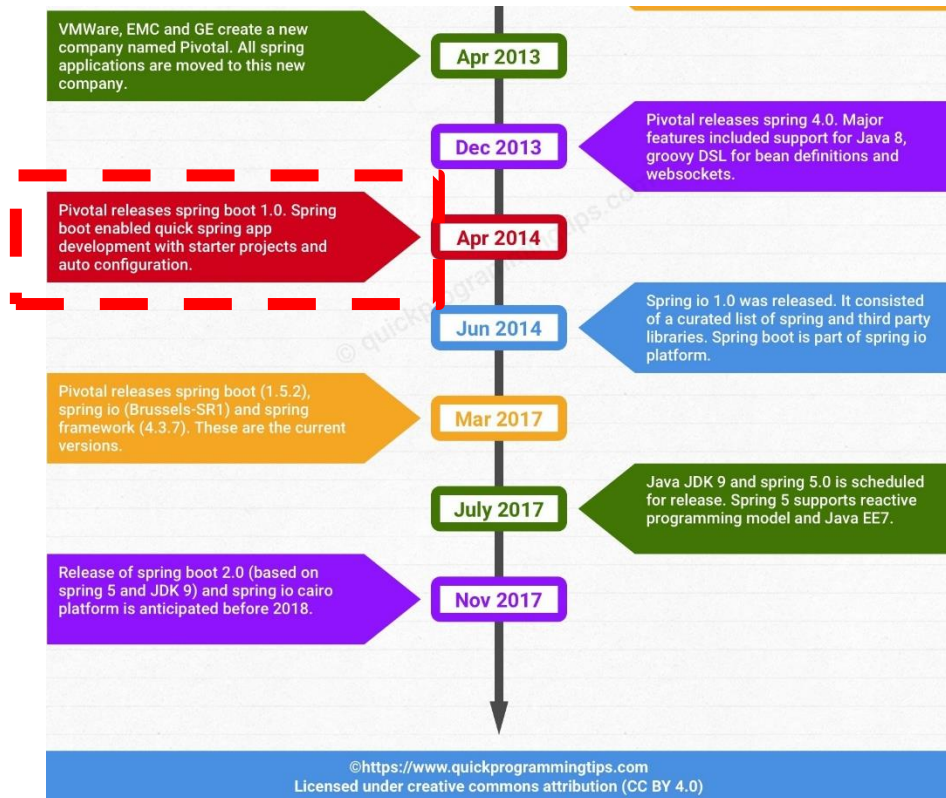 VMWare, EMC and GE create a new
company named Pivotal. All spring
applications are moved to this new
company.
Apr 2013
Dec 2013
Pivotal releases spring 4.0. Major
features included support for Java 8,
groovy DSL for bean definitions and
websockets.
Pivotal releases spring boot 1.0. Spring
boot enabled quick spring app
development with starter projects and
auto configuration.
Apr 2014
Jun 2014
Spring io 1.0 was released. It consisted
of a curated list of spring and third party
libraries. Spring boot is part of spring io
platform.
© quickprogrammingtips.com
Pivotal releases spring boot (1.5.2),
spring io (Brussels-SR1) and spring
framework (4.3.7). These are the current
versions.
Mar 2017
July 2017
Java JDK 9 and spring 5.0 is scheduled
for release. Spring 5 supports reactive
programming model and Java EE7.
Release of spring boot 2.0 (based on
spring 5 and JDK 9) and spring io cairo
platform is anticipated before 2018.
Nov 2017
©https://www.quickprogrammingtips.com
Licensed under creative commons attribution (CC BY 4.0)